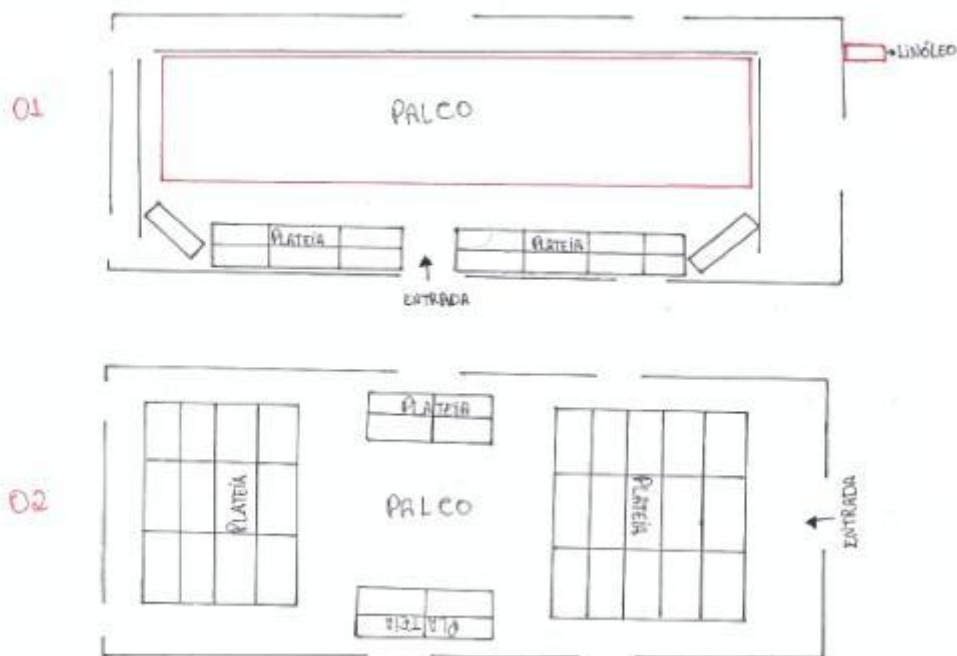 01
PALCO
→LINÓLEO
PLATEIA
PLATEIA
ENTRADA
02
PLATEIA
PLATEIA
PALCO
PLATEIA
ENTRADA
PLATEIA